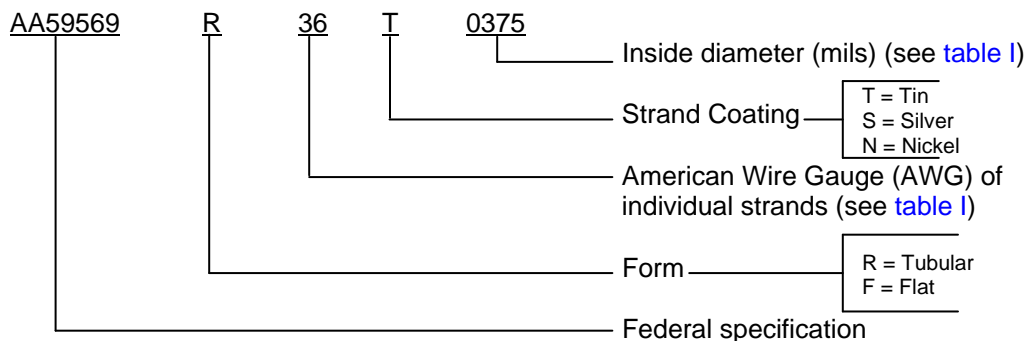 AA59569 R 36 T 0375
Inside diameter (mils) (see table I)
Strand Coating
T = Tin
S = Silver
N = Nickel
American Wire Gauge (AWG) of
individual strands (see table I)
Form
R = Tubular
F = Flat
Federal specification